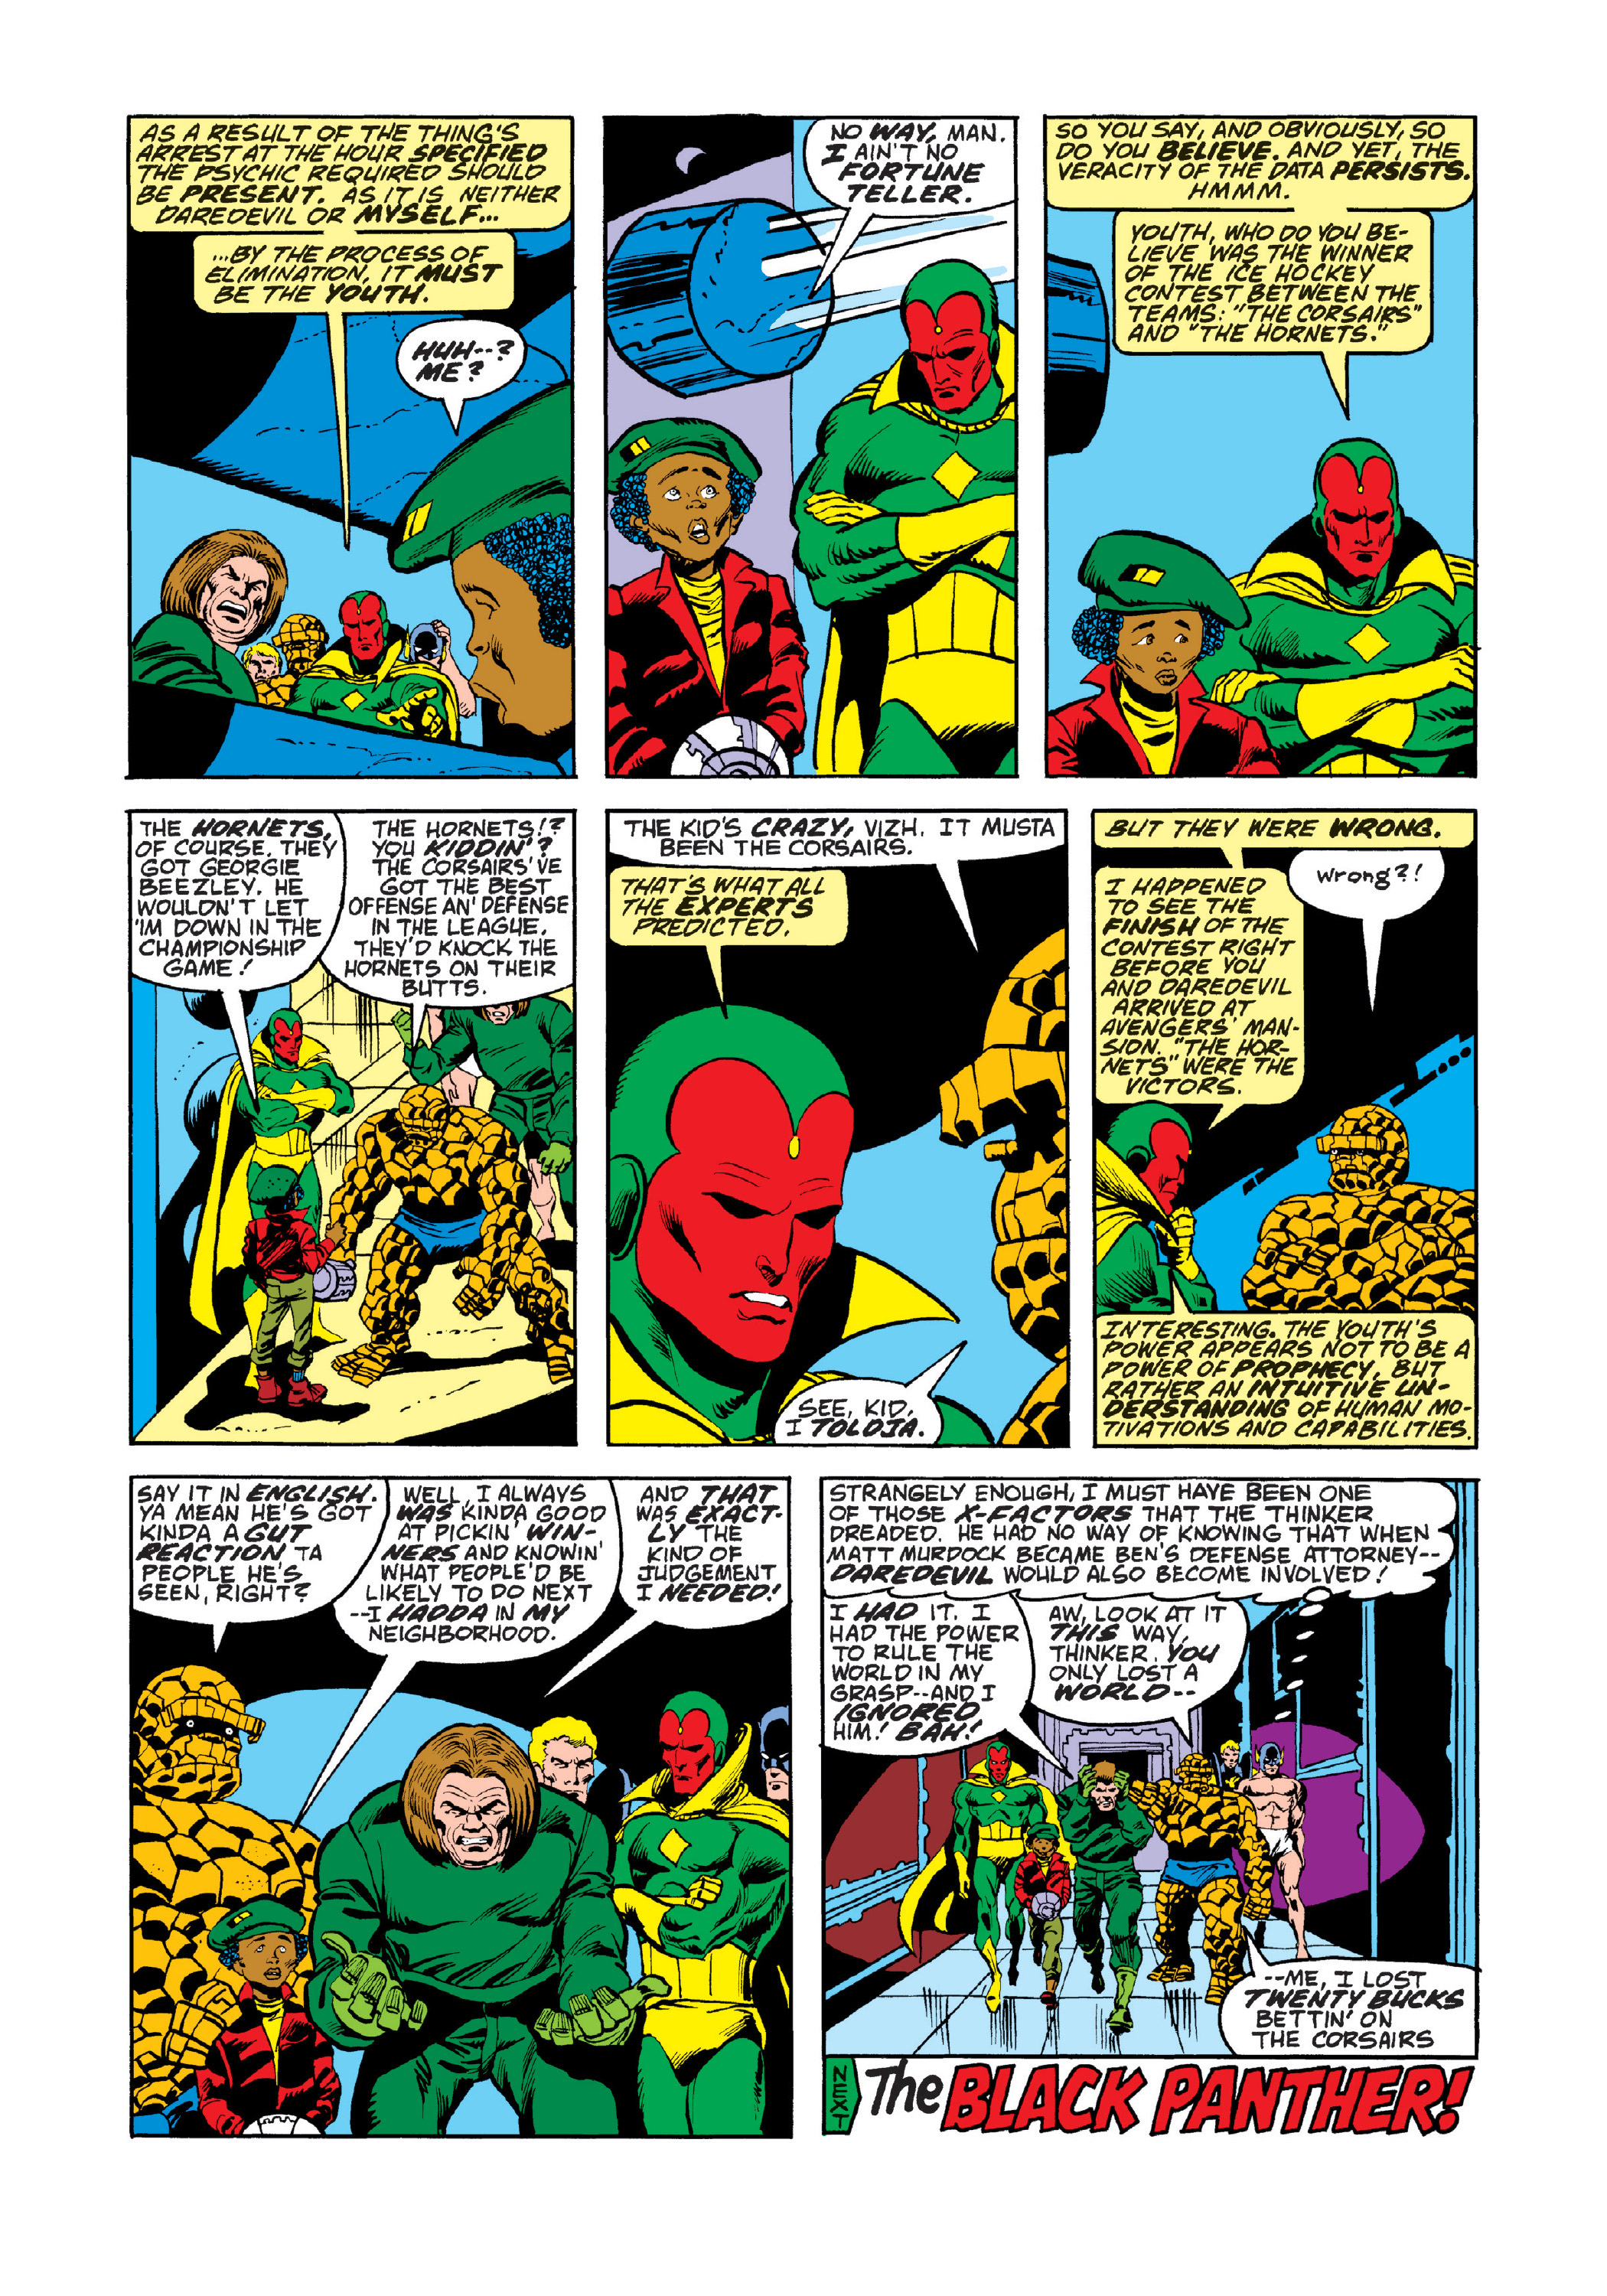 AS A RESULT OF THE THING'S
ARREST AT THE HOUR SPECIFIED
THE PSYCHIC REQUIRED SHOULD
BE PRESENT. AS IT IS NEITHER
DAREDEVIL OR MYSELF...
...BY THE PROCESS OF
ELIMINATION, IT MUST
BE THE YOUTH.
HUH--?
ME?
NO WAY, MAN.
I AIN'T NO
FORTUNE
TELLER.
SO YOU SAY, AND OBVIOUSLY, SO
DO YOU BELIEVE. AND YET, THE
VERACITY OF THE DATA PERSISTS.
HMMM.
YOUTH, WHO DO YOU BE-
LIEVE WAS THE WINNER
OF THE ICE HOCKEY
CONTEST BETWEEN THE
TEAMS: "THE CORSAIRS"
AND "THE HORNETS."
THE HORNETS,
OF COURSE. THEY
GOT GEORGIE
BEEZLEY. HE
WOULDN'T LET
'IM DOWN IN THE
CHAMPIONSHIP
GAME!
THE HORNETS!?
YOU KIDDIN'?
THE CORSAIRS'VE
GOT THE BEST
OFFENSE AN' DEFENSE
IN THE LEAGUE.
THEY'D KNOCK THE
HORNETS ON THEIR
BUTTS.
THE KID'S CRAZY, VIZH. IT MUSTA
BEEN THE CORSAIRS.
THAT'S WHAT ALL
THE EXPERTS
PREDICTED.
SEE, KID.
I TOLDJA.
BUT THEY WERE WRONG.
I HAPPENED
TO SEE THE
FINISH OF THE
CONTEST RIGHT
BEFORE YOU
AND DAREDEVIL
ARRIVED AT
AVENGERS' MAN-
SION. "THE HOR-
NETS" WERE THE
VICTORS.
wrong?!
INTERESTING. THE YOUTH'S
POWER APPEARS NOT TO BE A
POWER OF PROPHECY, BUT
RATHER AN INTUITIVE UN-
DERSTANDING OF HUMAN MO-
TIVATIONS AND CAPABILITIES.
SAY IT IN ENGLISH.
YA MEAN HE'S GOT
KINDA A GUT
REACTION TA
PEOPLE HE'S
SEEN, RIGHT?
WELL, I ALWAYS
WAS KINDA GOOD
AT PICKIN' WIN-
NERS AND KNOWIN'
WHAT PEOPLE'D BE
LIKELY TO DO NEXT
--I HADDA IN MY
NEIGHBORHOOD.
AND THAT
WAS EXACT-
LY THE
KIND OF
JUDGEMENT
I NEEDED!
STRANGELY ENOUGH, I MUST HAVE BEEN ONE
OF THOSE X-FACTORS THAT THE THINKER
DREADED. HE HAD NO WAY OF KNOWING THAT WHEN
MATT MURDOCK BECAME BEN'S DEFENSE ATTORNEY--
DAREDEVIL WOULD ALSO BECOME INVOLVED!
I HAD IT. I
HAD THE POWER
TO RULE THE
WORLD IN MY
GRASP--AND I
IGNORED
HIM! BAH!
AW, LOOK AT IT
THIS WAY,
THINKER. YOU
ONLY LOST A
WORLD--
--ME, I LOST
TWENTY BUCKS
BETTIN' ON
THE CORSAIRS
NEXT
The BLACK PANTHER!